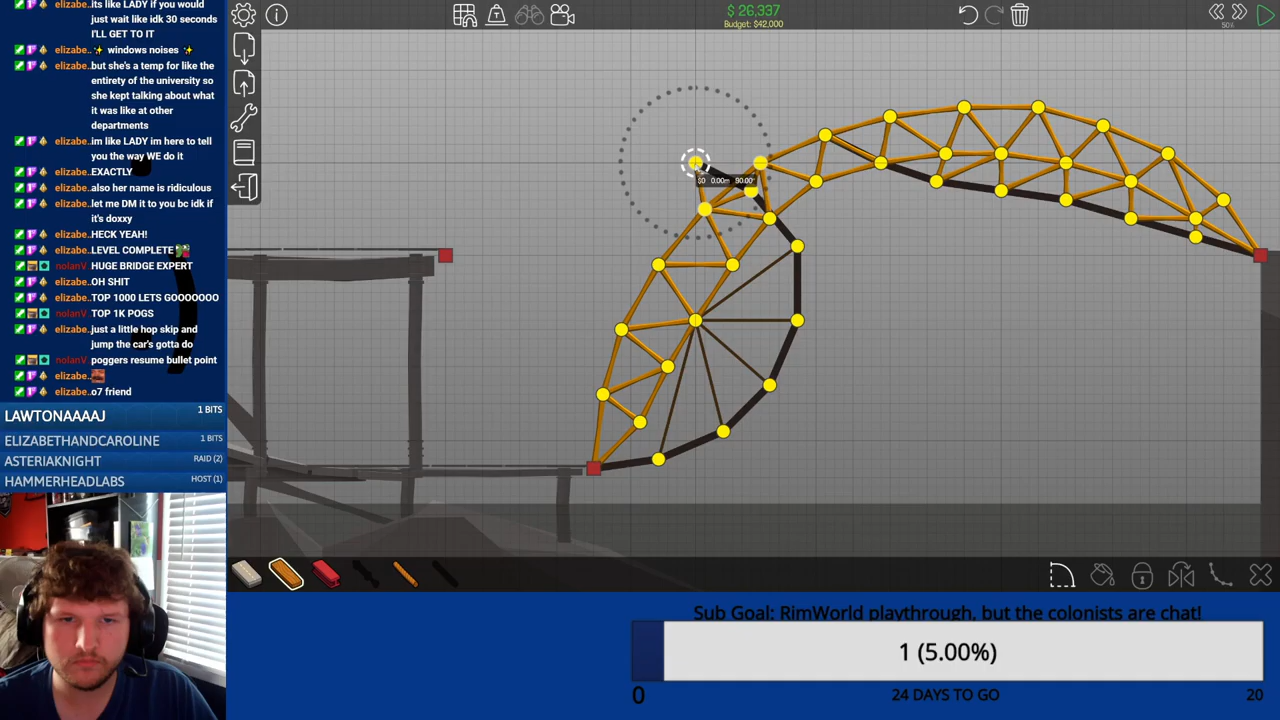 its like LADY if you would
just wait like idk 30 seconds
I'LL GET TO IT
elizabe.. windows noises
but she's a temp for like the
entirety of the university so
she kept talking about what
it was like at other
departments
elizabe.. im like LADY im here to tell
you the way WE do it
elizabe.. EXACTLY
elizabe.. also her name is ridiculous
elizabe.. let me DM it to you bc idk if
it's doxxy
elizabe.. HECK YEAH!
elizabe.. LEVEL COMPLETE
nolanV. HUGE BRIDGE EXPERT
elizabe.. OH SHIT
elizabe.. TOP 1000 LETS GOOOOOOO
nolanV. TOP 1K POGS
elizabe.. just a little hop skip and
jump the car's gotta do
nolanV. poggers resume bullet point
elizabe..
elizabe.. o7 friend
LAWTONAAAAJ 1 BITS
ELIZABETHANDCAROLINE 1 BITS
ASTERIAKNIGHT RAID (2)
HAMMERHEADLABS HOST (1)
$ 26,337
Budget: $42,000
50%
$0 0.00m 90.00°
Sub Goal: RimWorld playthrough, but the colonists are chat!
1 (5.00%)
0 24 DAYS TO GO 20